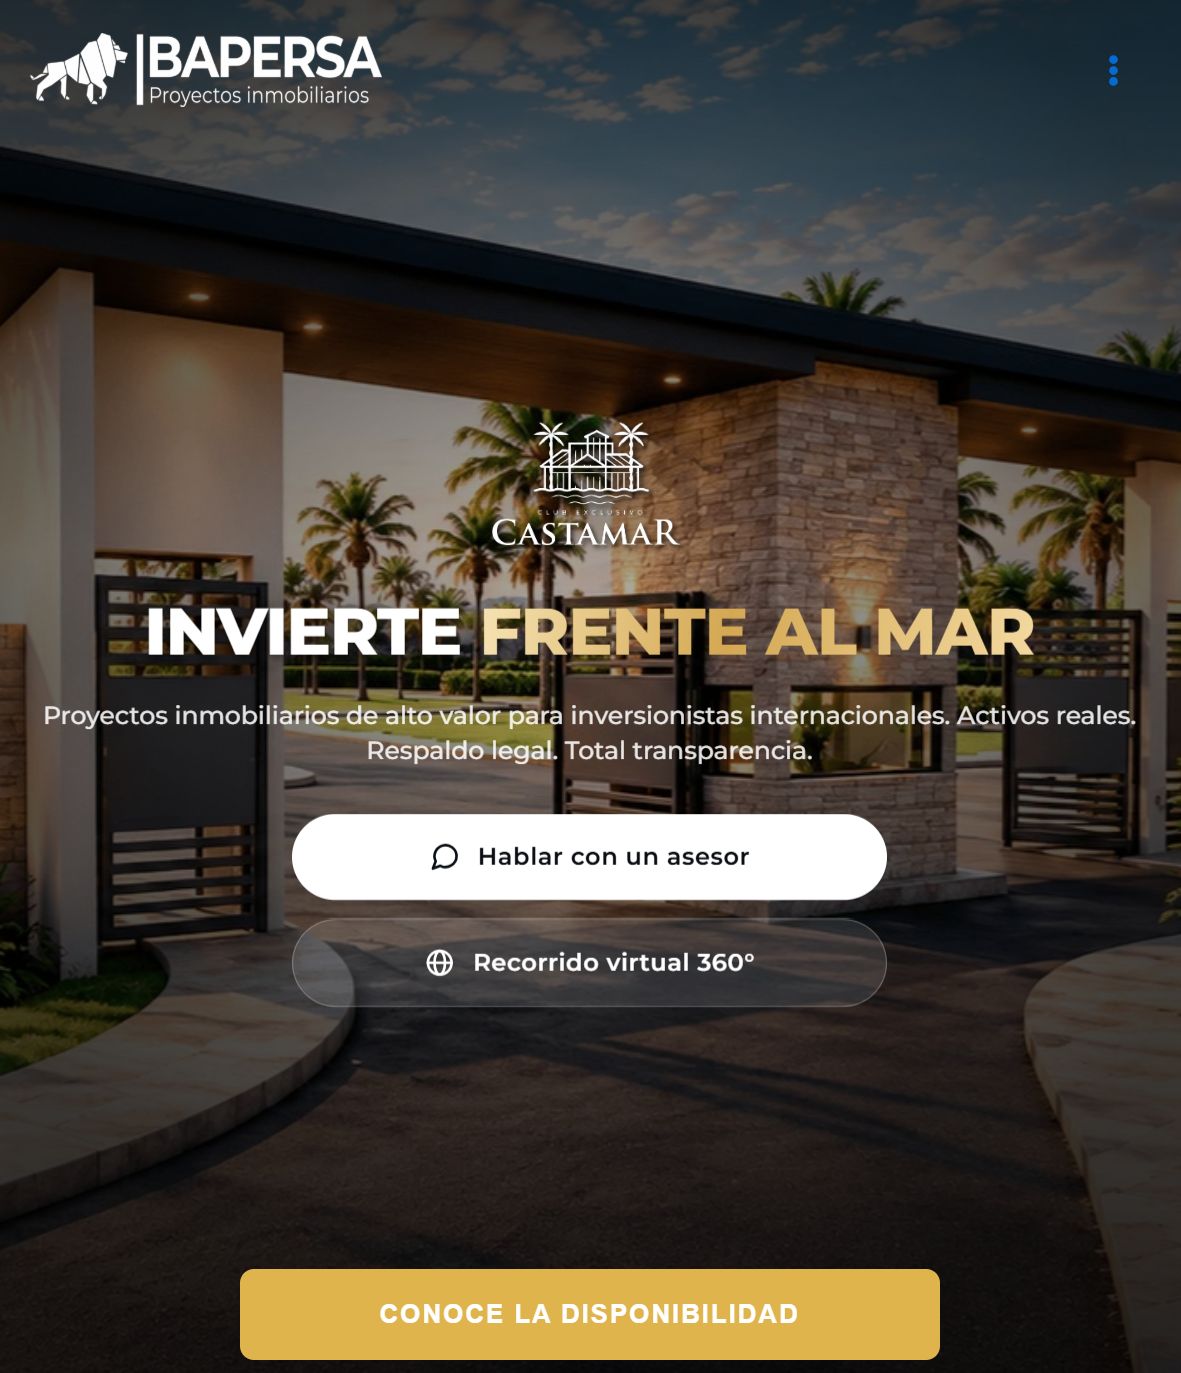 BAPERSA
Proyectos inmobiliarios
CLUB EXCLUSIVO
CASTAMAR
INVIERTE FRENTE AL MAR
Proyectos inmobiliarios de alto valor para inversionistas internacionales. Activos reales.
Respaldo legal. Total transparencia.
Hablar con un asesor
Recorrido virtual 360°
CONOCE LA DISPONIBILIDAD